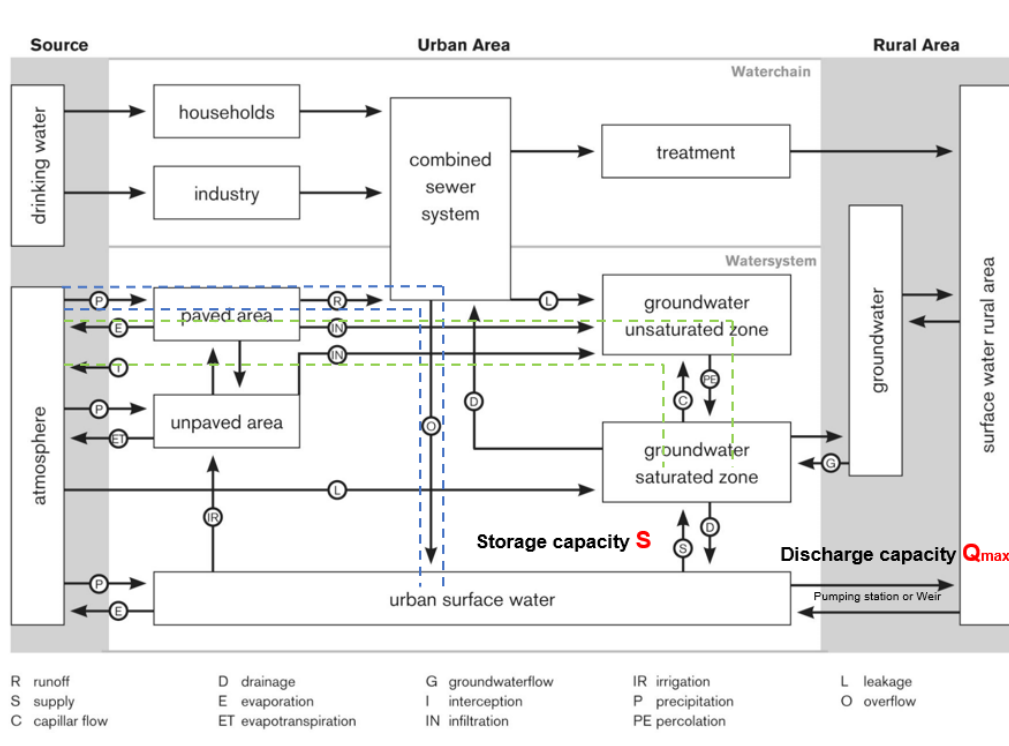 Source
Urban Area
Rural Area
Waterchain
drinking water
households
industry
combined
sewer
system
treatment
Watersystem
atmosphere
P
paved area
R
L
groundwater
unsaturated zone
E
IN
T
IN
P
unpaved area
ET
O
D
C
PE
groundwater
saturated zone
G
groundwater
surface water rural area
L
IR
Storage capacity S
S
D
Discharge capacity Qmax
P
urban surface water
Pumping station or Weir
E
R runoff
S supply
C capillar flow
D drainage
E evaporation
ET evapotranspiration
G groundwaterflow
I interception
IN infiltration
IR irrigation
P precipitation
PE percolation
L leakage
O overflow